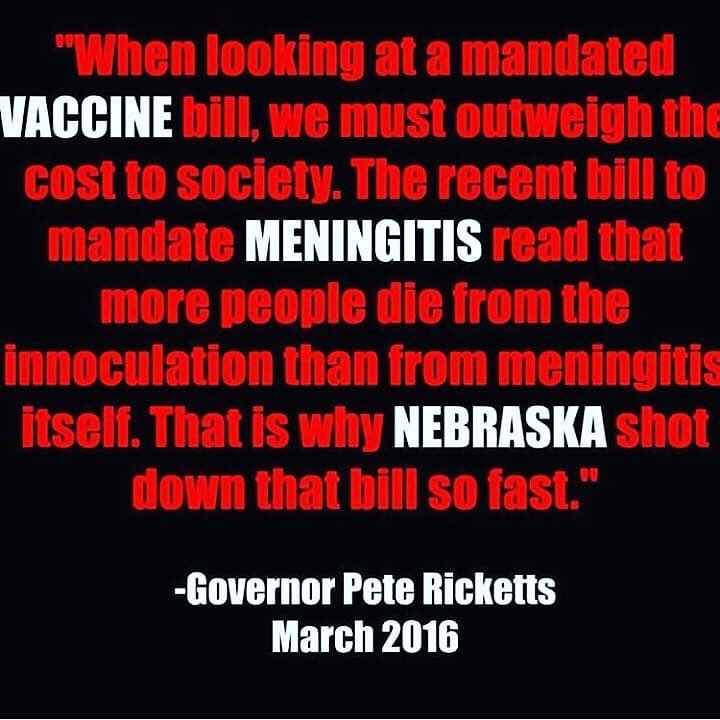 "When looking at a mandated
VACCINE bill, we must outweigh the
cost to society. The recent bill to
mandate MENINGITIS read that
more people die from the
innoculation than from meningitis
itself. That is why NEBRASKA shot
down that bill so fast."
-Governor Pete Ricketts
March 2016